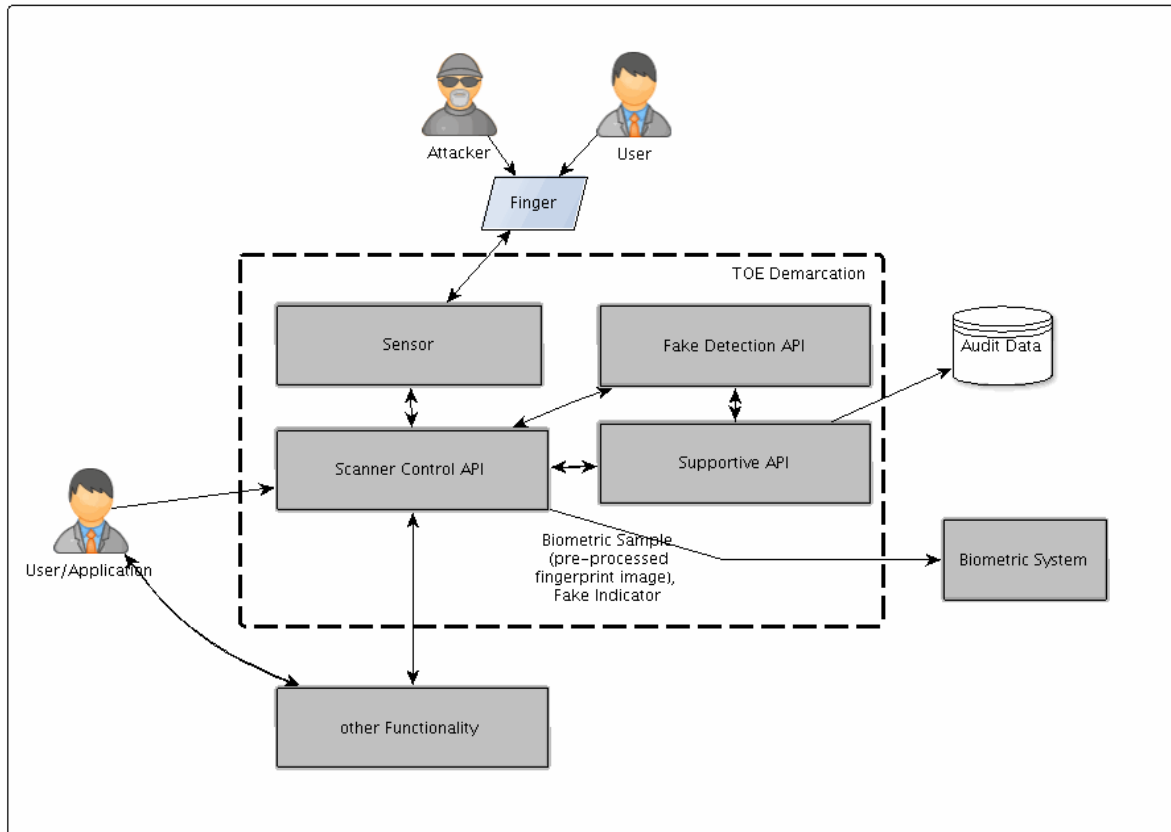 Attacker
User
Finger
TOE Demarcation
Sensor
Fake Detection API
Audit Data
Scanner Control API
Supportive API
User/Application
Biometric Sample
(pre-processed
fingerprint image),
Fake Indicator
Biometric System
other Functionality